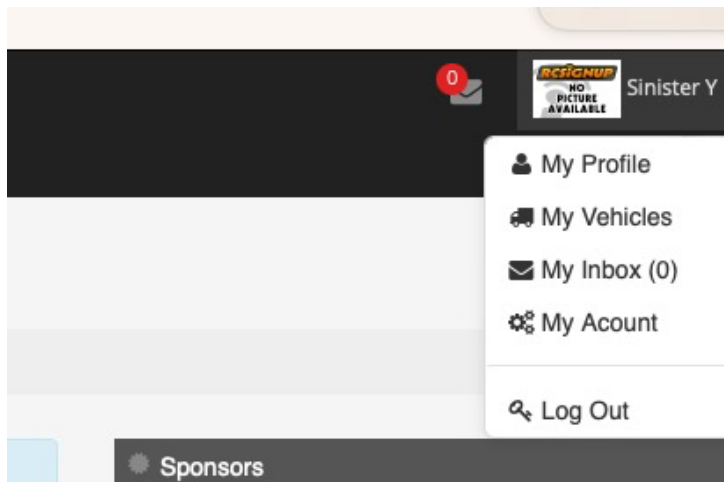 0
RCSIGNUP
NO
PICTURE
AVAILABLE
Sinister Y
My Profile
My Vehicles
My Inbox (0)
My Acount
Log Out
Sponsors